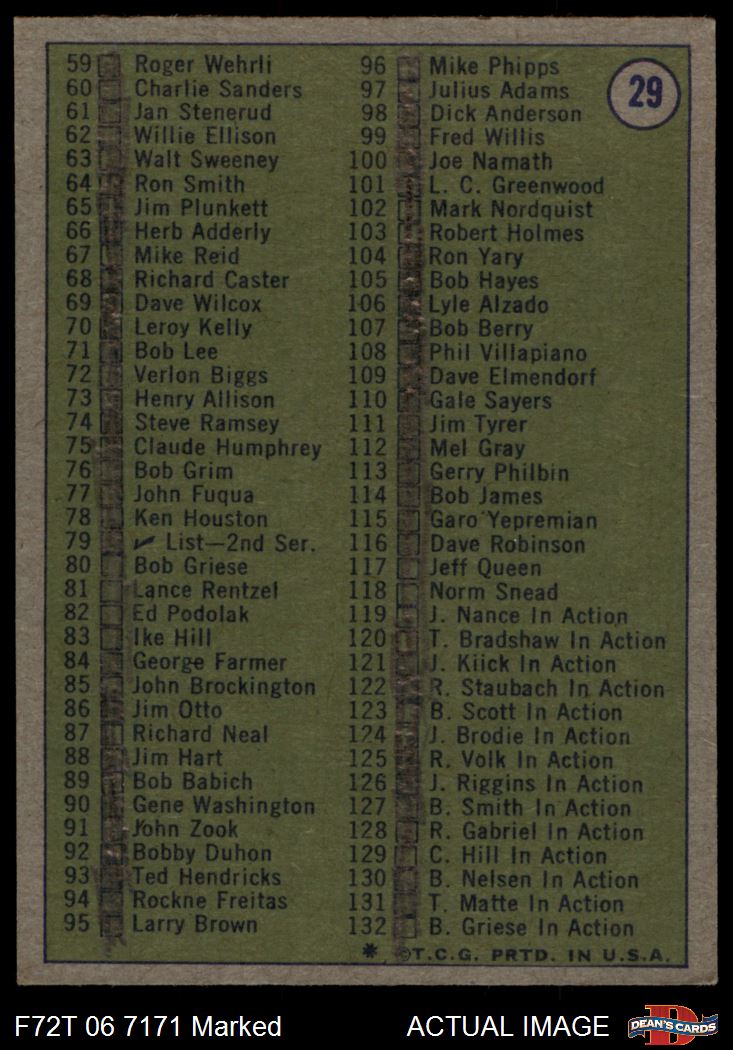 29
59 Roger Wehrli
60 Charlie Sanders
61 Jan Stenerud
62 Willie Ellison
63 Walt Sweeney
64 Ron Smith
65 Jim Plunkett
66 Herb Adderly
67 Mike Reid
68 Richard Caster
69 Dave Wilcox
70 Leroy Kelly
71 Bob Lee
72 Verlon Biggs
73 Henry Allison
74 Steve Ramsey
75 Claude Humphrey
76 Bob Grim
77 John Fuqua
78 Ken Houston
79 ✓ List—2nd Ser.
80 Bob Griese
81 Lance Rentzel
82 Ed Podolak
83 Ike Hill
84 George Farmer
85 John Brockington
86 Jim Otto
87 Richard Neal
88 Jim Hart
89 Bob Babich
90 Gene Washington
91 John Zook
92 Bobby Duhon
93 Ted Hendricks
94 Rockne Freitas
95 Larry Brown
96 Mike Phipps
97 Julius Adams
98 Dick Anderson
99 Fred Willis
100 Joe Namath
101 L. C. Greenwood
102 Mark Nordquist
103 Robert Holmes
104 Ron Yary
105 Bob Hayes
106 Lyle Alzado
107 Bob Berry
108 Phil Villapiano
109 Dave Elmendorf
110 Gale Sayers
111 Jim Tyrer
112 Mel Gray
113 Gerry Philbin
114 Bob James
115 Garo Yepremian
116 Dave Robinson
117 Jeff Queen
118 Norm Snead
119 J. Nance In Action
120 T. Bradshaw In Action
121 J. Kiick In Action
122 R. Staubach In Action
123 B. Scott In Action
124 J. Brodie In Action
125 R. Volk In Action
126 J. Riggins In Action
127 B. Smith In Action
128 R. Gabriel In Action
129 C. Hill In Action
130 B. Nelsen In Action
131 T. Matte In Action
132 B. Griese In Action
* ©T.C.G. PRTD. IN U.S.A.
F72T 06 7171 Marked
ACTUAL IMAGE
D
DEAN'S CARDS